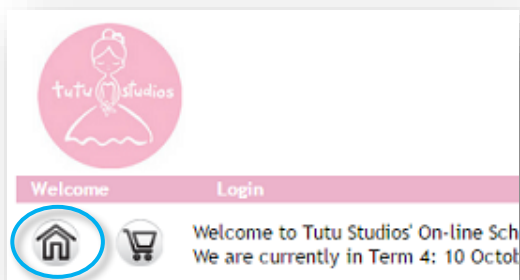 tutu studios
Welcome Login
Welcome to Tutu Studios' On-line Sch
We are currently in Term 4: 10 Octob